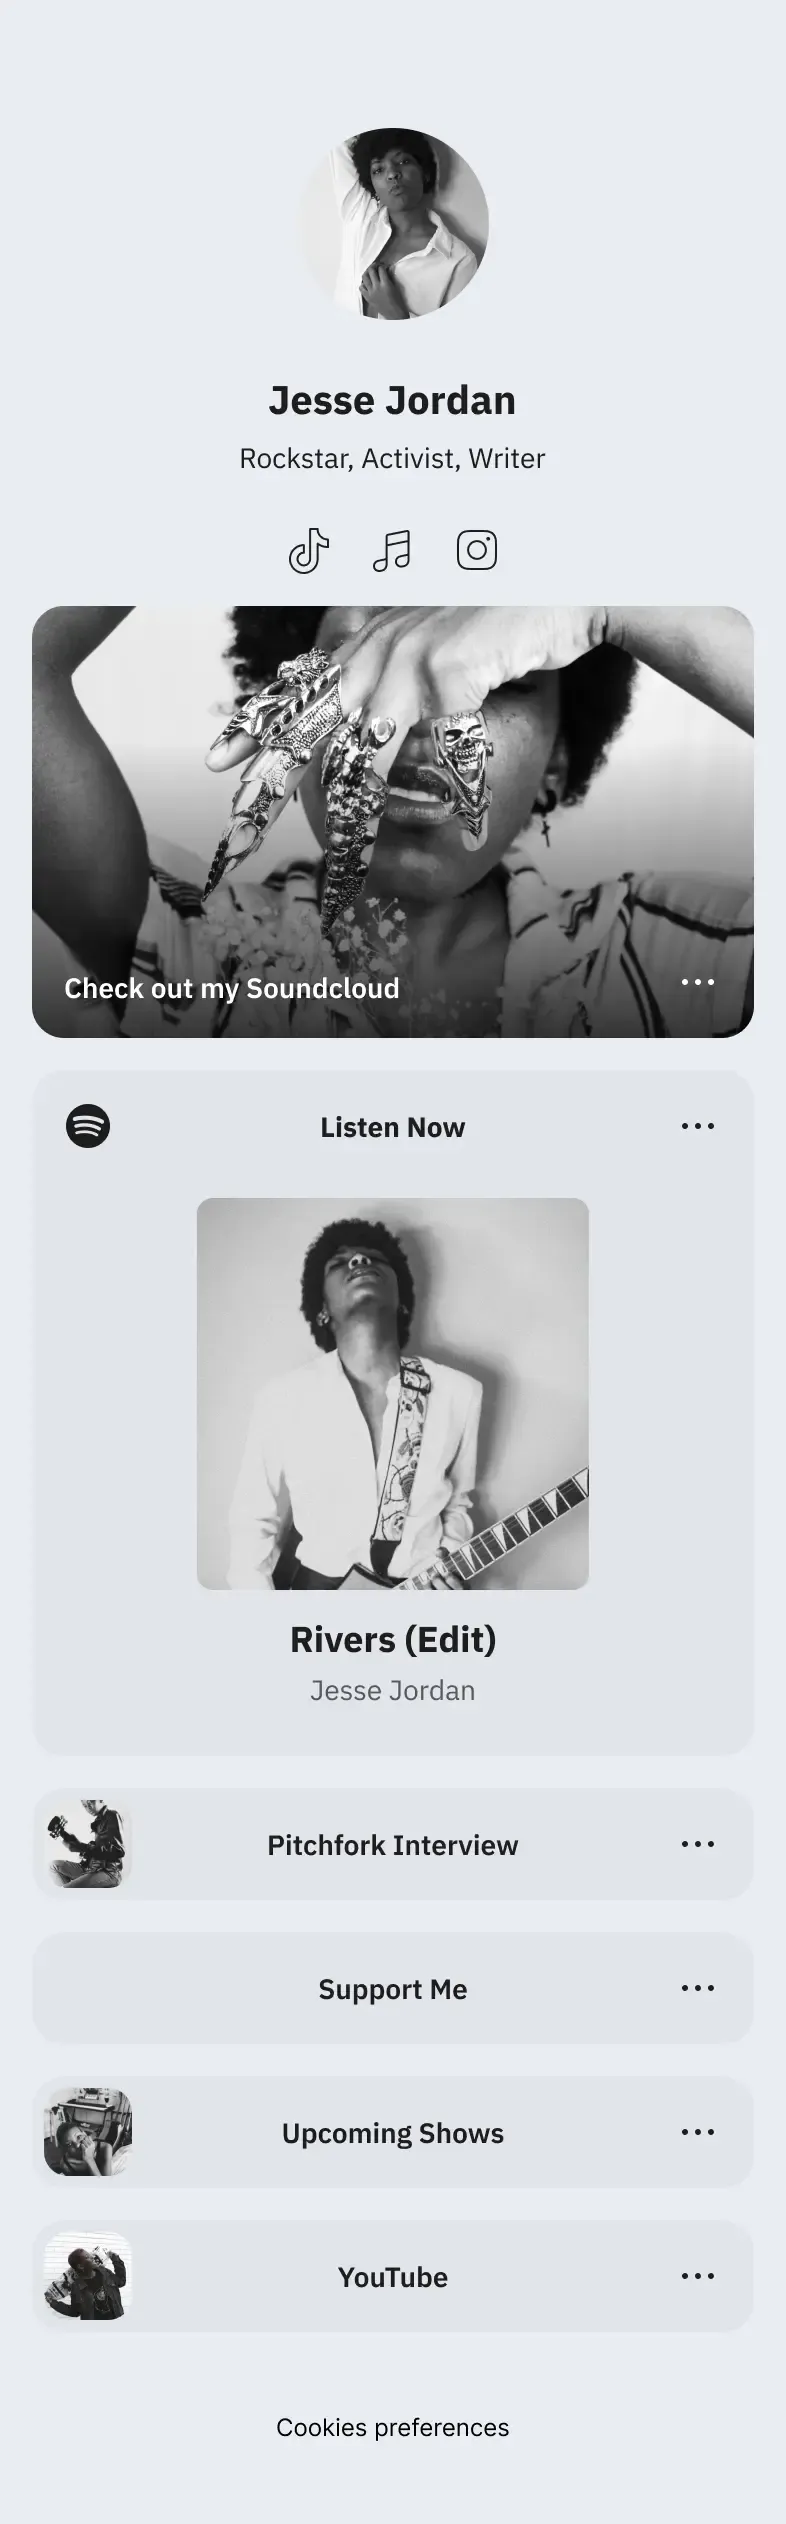 Jesse Jordan
Rockstar, Activist, Writer
Check out my Soundcloud
Listen Now
Rivers (Edit)
Jesse Jordan
Pitchfork Interview
Support Me
Upcoming Shows
YouTube
Cookies preferences